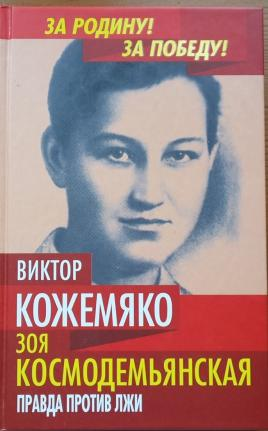 ЗА РОДИНУ!
ЗА ПОБЕДУ!
ВИКТОР
КОЖЕМЯКО
ЗОЯ
КОСМОДЕМЬЯНСКАЯ
ПРАВДА ПРОТИВ ЛЖИ